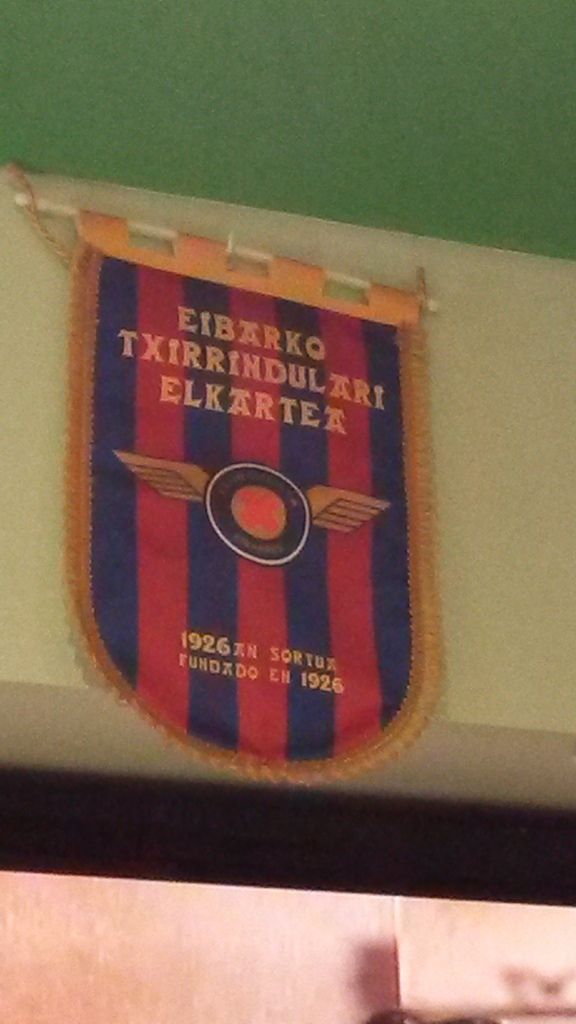 EIBARKO
TXIRRINDULARI
ELKARTEA
1926AN SORTUA
FUNDADO EN 1926